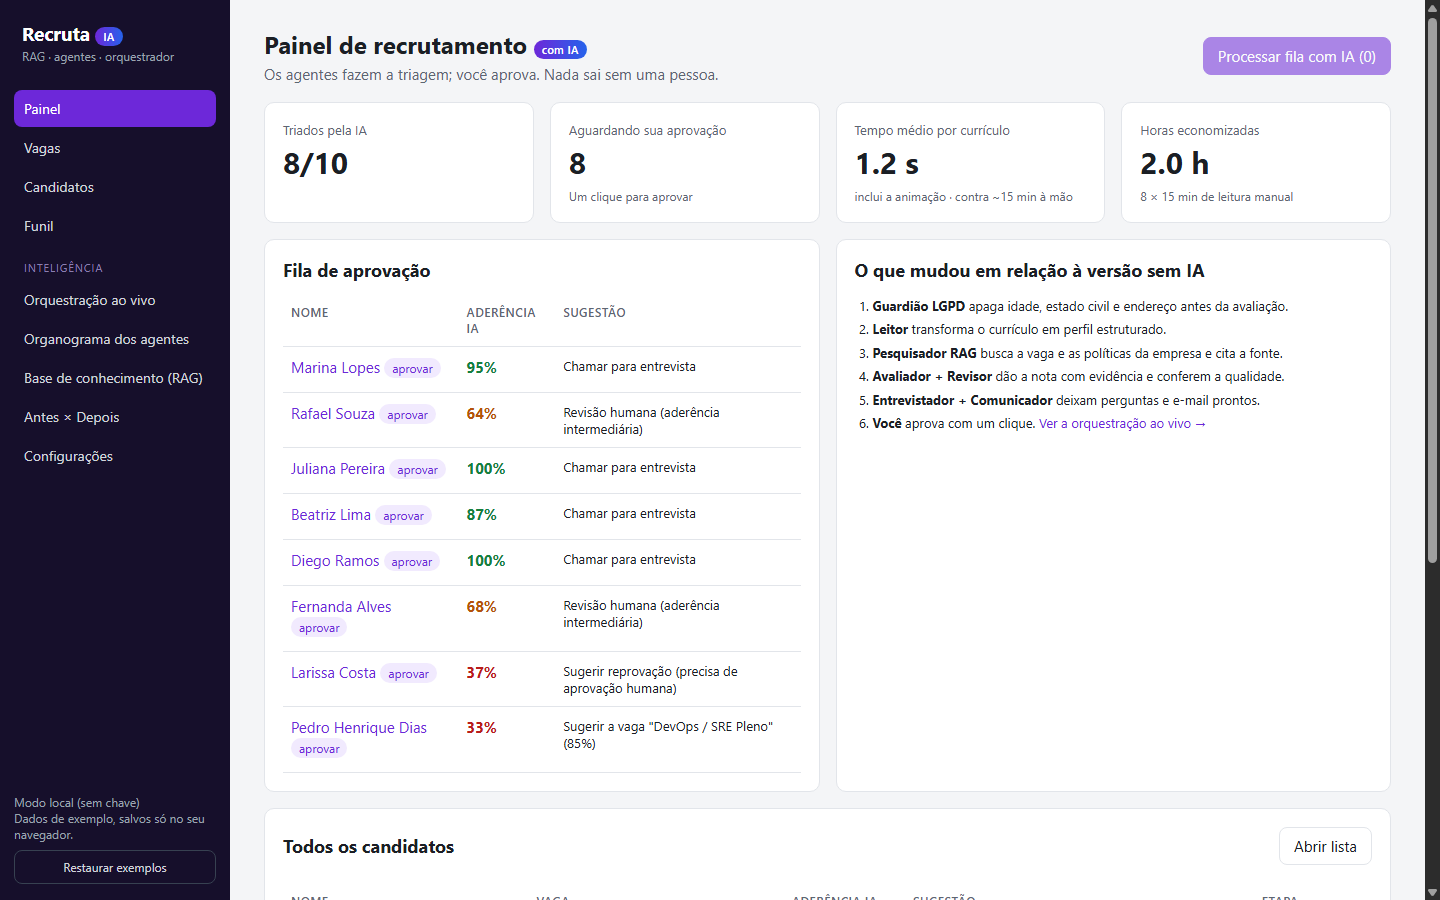 Recruta IA
RAG · agentes · orquestrador
Painel
Vagas
Candidatos
Funil
INTELIGÊNCIA
Orquestração ao vivo
Organograma dos agentes
Base de conhecimento (RAG)
Antes × Depois
Configurações
Modo local (sem chave)
Dados de exemplo, salvos só no seu
navegador.
Restaurar exemplos
Painel de recrutamento com IA
Os agentes fazem a triagem; você aprova. Nada sai sem uma pessoa.
Processar fila com IA (0)
Triados pela IA
8/10
Aguardando sua aprovação
8
Um clique para aprovar
Tempo médio por currículo
1.2 s
inclui a animação · contra ~15 min à mão
Horas economizadas
2.0 h
8 × 15 min de leitura manual
Fila de aprovação
NOME ADERÊNCIA IA SUGESTÃO
Marina Lopes aprovar 95% Chamar para entrevista
Rafael Souza aprovar 64% Revisão humana (aderência
intermediária)
Juliana Pereira aprovar 100% Chamar para entrevista
Beatriz Lima aprovar 87% Chamar para entrevista
Diego Ramos aprovar 100% Chamar para entrevista
Fernanda Alves 68% Revisão humana (aderência
aprovar intermediária)
Larissa Costa aprovar 37% Sugerir reprovação (precisa de
aprovação humana)
Pedro Henrique Dias 33% Sugerir a vaga "DevOps / SRE Pleno"
aprovar (85%)
O que mudou em relação à versão sem IA
1. Guardião LGPD apaga idade, estado civil e endereço antes da avaliação.
2. Leitor transforma o currículo em perfil estruturado.
3. Pesquisador RAG busca a vaga e as políticas da empresa e cita a fonte.
4. Avaliador + Revisor dão a nota com evidência e conferem a qualidade.
5. Entrevistador + Comunicador deixam perguntas e e-mail prontos.
6. Você aprova com um clique. Ver a orquestração ao vivo →
Todos os candidatos
Abrir lista
NOME VAGA ADERÊNCIA IA SUGESTÃO ETAPA